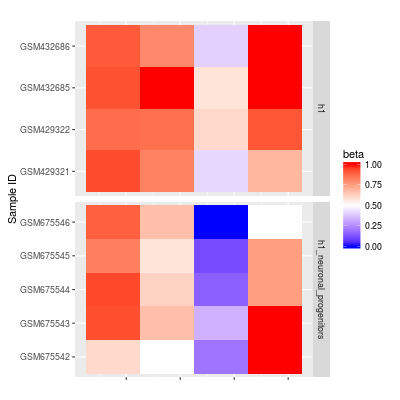 GSM432686
GSM432685
GSM429322
GSM429321
h1
GSM675546
GSM675545
GSM675544
GSM675543
GSM675542
h1_neuronal_progenitors
Sample ID
beta
1.00
0.75
0.50
0.25
0.00